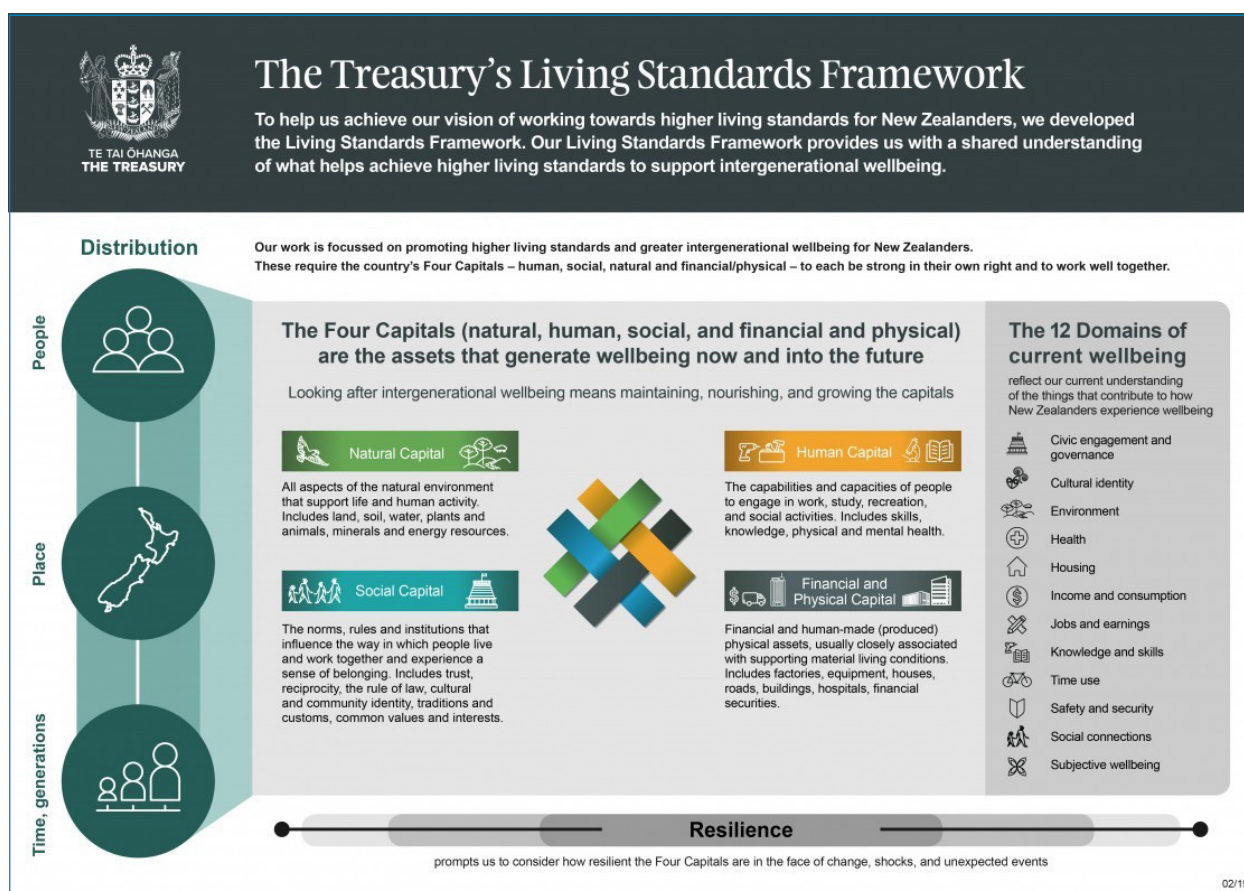 The Treasury's Living Standards Framework
To help us achieve our vision of working towards higher living standards for New Zealanders, we developed
the Living Standards Framework. Our Living Standards Framework provides us with a shared understanding
of what helps achieve higher living standards to support intergenerational wellbeing.
TE TAI ŌHANGA
THE TREASURY
Distribution
People
Place
Time, generations
Our work is focussed on promoting higher living standards and greater intergenerational wellbeing for New Zealanders.
These require the country's Four Capitals – human, social, natural and financial/physical – to each be strong in their own right and to work well together.
The Four Capitals (natural, human, social, and financial and physical)
are the assets that generate wellbeing now and into the future
Looking after intergenerational wellbeing means maintaining, nourishing, and growing the capitals
Natural Capital
All aspects of the natural environment
that support life and human activity.
Includes land, soil, water, plants and
animals, minerals and energy resources.
Human Capital
The capabilities and capacities of people
to engage in work, study, recreation,
and social activities. Includes skills,
knowledge, physical and mental health.
Social Capital
The norms, rules and institutions that
influence the way in which people live
and work together and experience a
sense of belonging. Includes trust,
reciprocity, the rule of law, cultural
and community identity, traditions and
customs, common values and interests.
Financial and
Physical Capital
Financial and human-made (produced)
physical assets, usually closely associated
with supporting material living conditions.
Includes factories, equipment, houses,
roads, buildings, hospitals, financial
securities.
The 12 Domains of
current wellbeing
reflect our current understanding
of the things that contribute to how
New Zealanders experience wellbeing
Civic engagement and
governance
Cultural identity
Environment
Health
Housing
Income and consumption
Jobs and earnings
Knowledge and skills
Time use
Safety and security
Social connections
Subjective wellbeing
Resilience
prompts us to consider how resilient the Four Capitals are in the face of change, shocks, and unexpected events